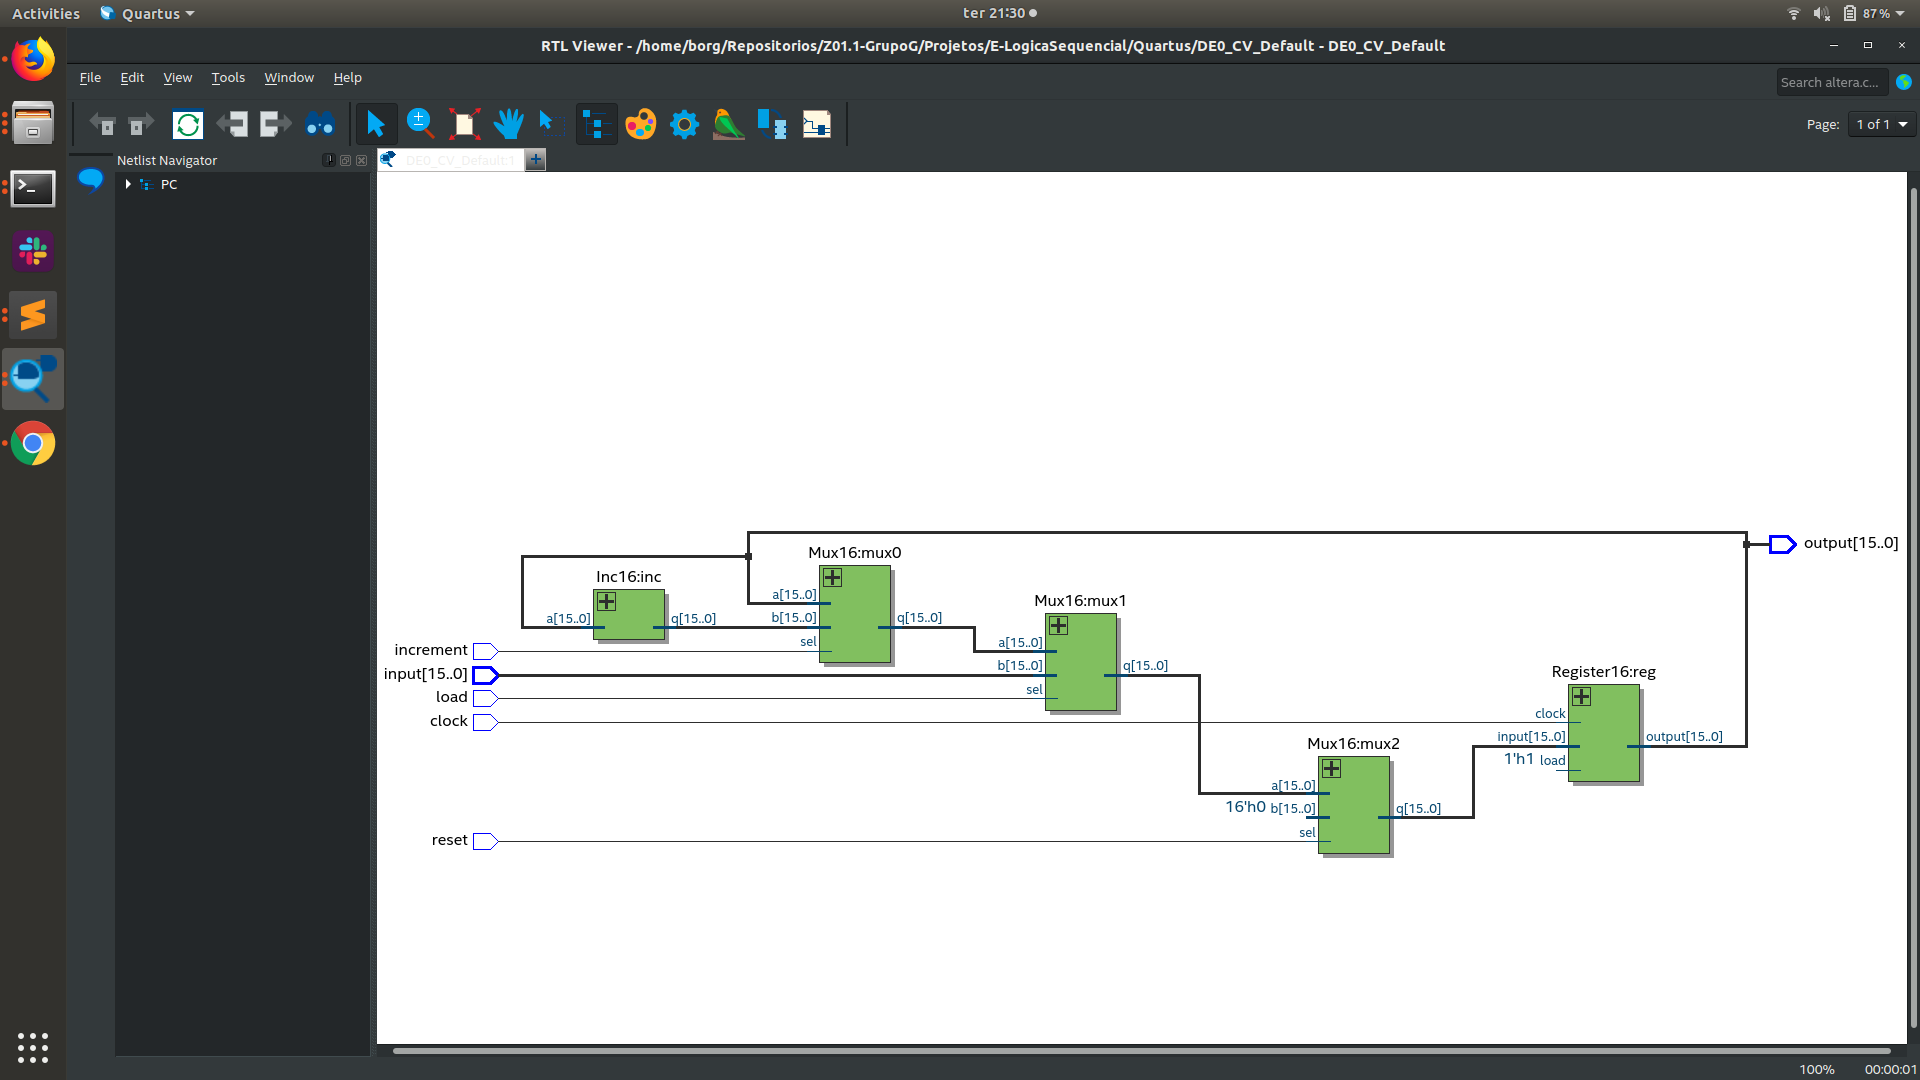 Activities
Quartus
ter 21:30
87 %
RTL Viewer - /home/borg/Repositorios/Z01.1-GrupoG/Projetos/E-LogicaSequencial/Quartus/DE0_CV_Default - DE0_CV_Default
File Edit View Tools Window Help
Search altera.c...
Page: 1 of 1
Netlist Navigator
DE0_CV_Default:1
PC
output[15..0]
Mux16:mux0
Inc16:inc
a[15..0]
Mux16:mux1
a[15..0] q[15..0] b[15..0] q[15..0]
sel
a[15..0]
increment
b[15..0] q[15..0]
input[15..0]
Register16:reg
sel
load
clock
clock
input[15..0] output[15..0]
Mux16:mux2
1'h1 load
a[15..0]
16'h0 b[15..0] q[15..0]
sel
reset
100% 00:00:01